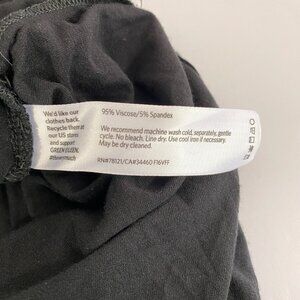 We'd like our
clothes back.
Recycle them at
our US stores
and support
GREEN EILEEN.
95% Viscose/5% Spandex
We recommend machine wash cold, separately, gentle
cycle. No bleach. Line dry. Use cool iron if necessary.
May be dry cleaned.
RN#78121/CA#34460 F16VFF